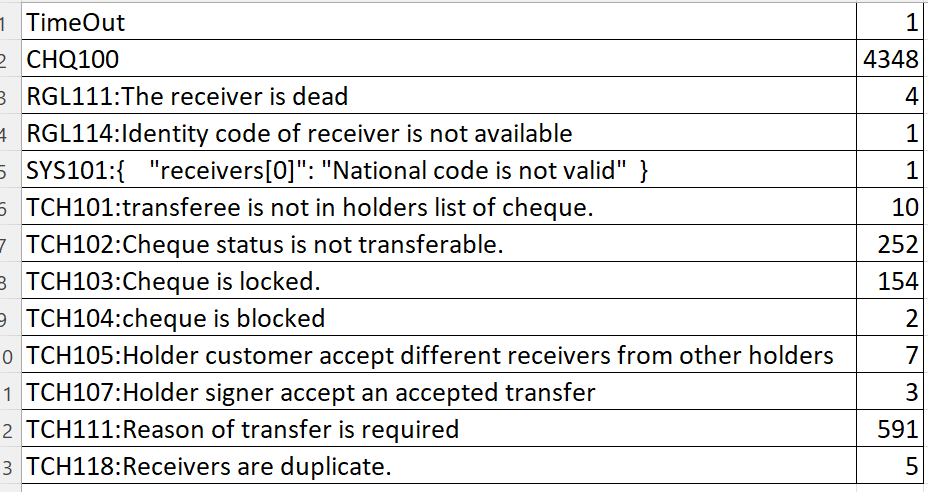 1 TimeOut 1
2 CHQ100 4348
3 RGL111:The receiver is dead 4
4 RGL114:Identity code of receiver is not available 1
5 SYS101:{    "receivers[0]": "National code is not valid"  } 1
6 TCH101:transferee is not in holders list of cheque. 10
7 TCH102:Cheque status is not transferable. 252
8 TCH103:Cheque is locked. 154
9 TCH104:cheque is blocked 2
0 TCH105:Holder customer accept different receivers from other holders 7
1 TCH107:Holder signer accept an accepted transfer 3
2 TCH111:Reason of transfer is required 591
3 TCH118:Receivers are duplicate. 5